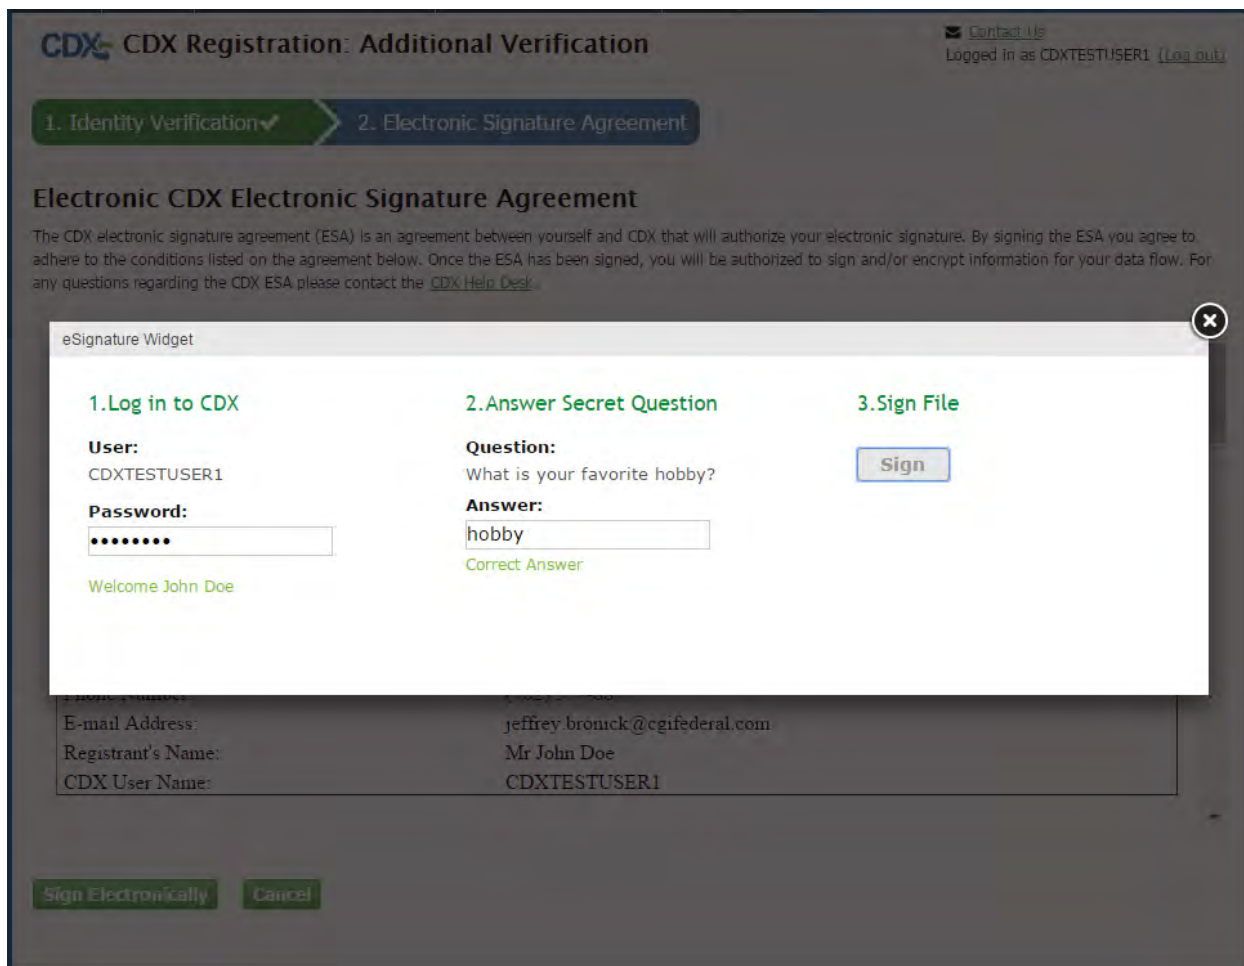 CDX CDX Registration: Additional Verification
Contact Us
Logged in as CDXTESTUSER1 (Log out)
1. Identity Verification✔ 2. Electronic Signature Agreement
Electronic CDX Electronic Signature Agreement
The CDX electronic signature agreement (ESA) is an agreement between yourself and CDX that will authorize your electronic signature. By signing the ESA you agree to
adhere to the conditions listed on the agreement below. Once the ESA has been signed, you will be authorized to sign and/or encrypt information for your data flow. For
any questions regarding the CDX ESA please contact the CDX Help Desk.
eSignature Widget
1.Log in to CDX
User:
CDXTESTUSER1
Password:
••••••••
Welcome John Doe
2.Answer Secret Question
Question:
What is your favorite hobby?
Answer:
hobby
Correct Answer
3.Sign File
Sign
Phone Number
E-mail Address: jeffrey.bronick@cgifederal.com
Registrant's Name: Mr John Doe
CDX User Name: CDXTESTUSER1
Sign Electronically Cancel